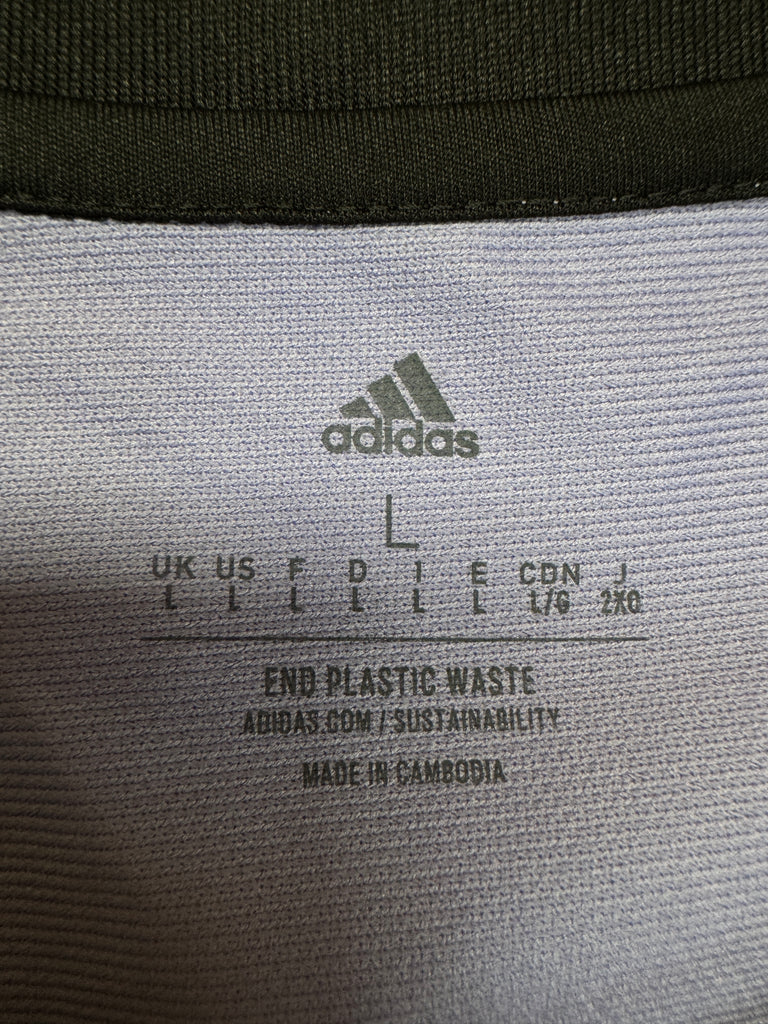 adidas
L
UK US F D I E CDN J
L L L L L L L/G 2XO
END PLASTIC WASTE
ADIDAS.COM / SUSTAINABILITY
MADE IN CAMBODIA